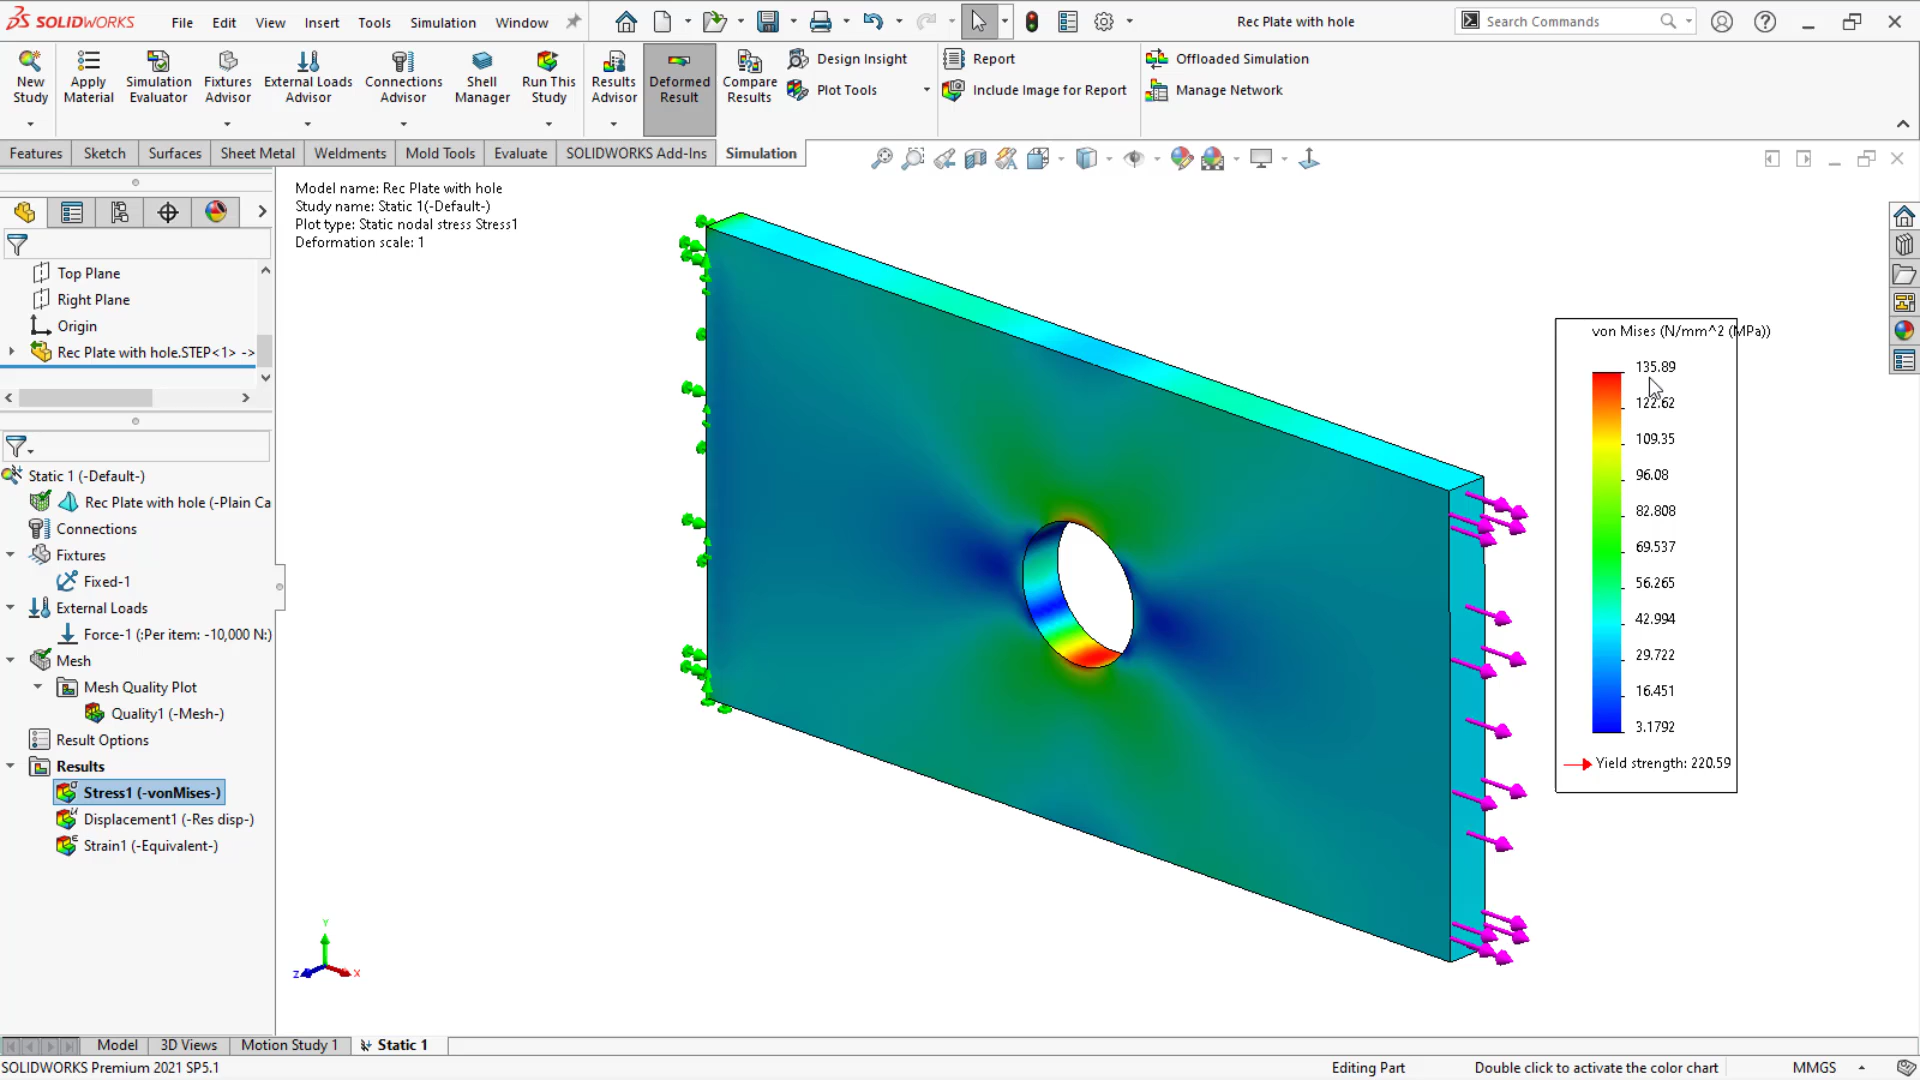 SOLIDWORKS File Edit View Insert Tools Simulation Window Rec Plate with hole Search Commands
New Study
Apply Material
Simulation Evaluator
Fixtures Advisor
External Loads Advisor
Connections Advisor
Shell Manager
Run This Study
Results Advisor
Deformed Result
Compare Results
Design Insight
Plot Tools
Report
Include Image for Report
Offloaded Simulation
Manage Network
Features Sketch Surfaces Sheet Metal Weldments Mold Tools Evaluate SOLIDWORKS Add-Ins Simulation
Top Plane
Right Plane
Origin
Rec Plate with hole.STEP<1> ->
Static 1 (-Default-)
Rec Plate with hole (-Plain Ca
Connections
Fixtures
Fixed-1
External Loads
Force-1 (:Per item: -10,000 N:)
Mesh
Mesh Quality Plot
Quality1 (-Mesh-)
Result Options
Results
Stress1 (-vonMises-)
Displacement1 (-Res disp-)
Strain1 (-Equivalent-)
Model name: Rec Plate with hole
Study name: Static 1(-Default-)
Plot type: Static nodal stress Stress1
Deformation scale: 1
von Mises (N/mm^2 (MPa))
135.89
122.62
109.35
96.08
82.808
69.537
56.265
42.994
29.722
16.451
3.1792
Yield strength: 220.59
Y
Z
X
Model 3D Views Motion Study 1 Static 1
SOLIDWORKS Premium 2021 SP5.1 Editing Part Double click to activate the color chart MMGS